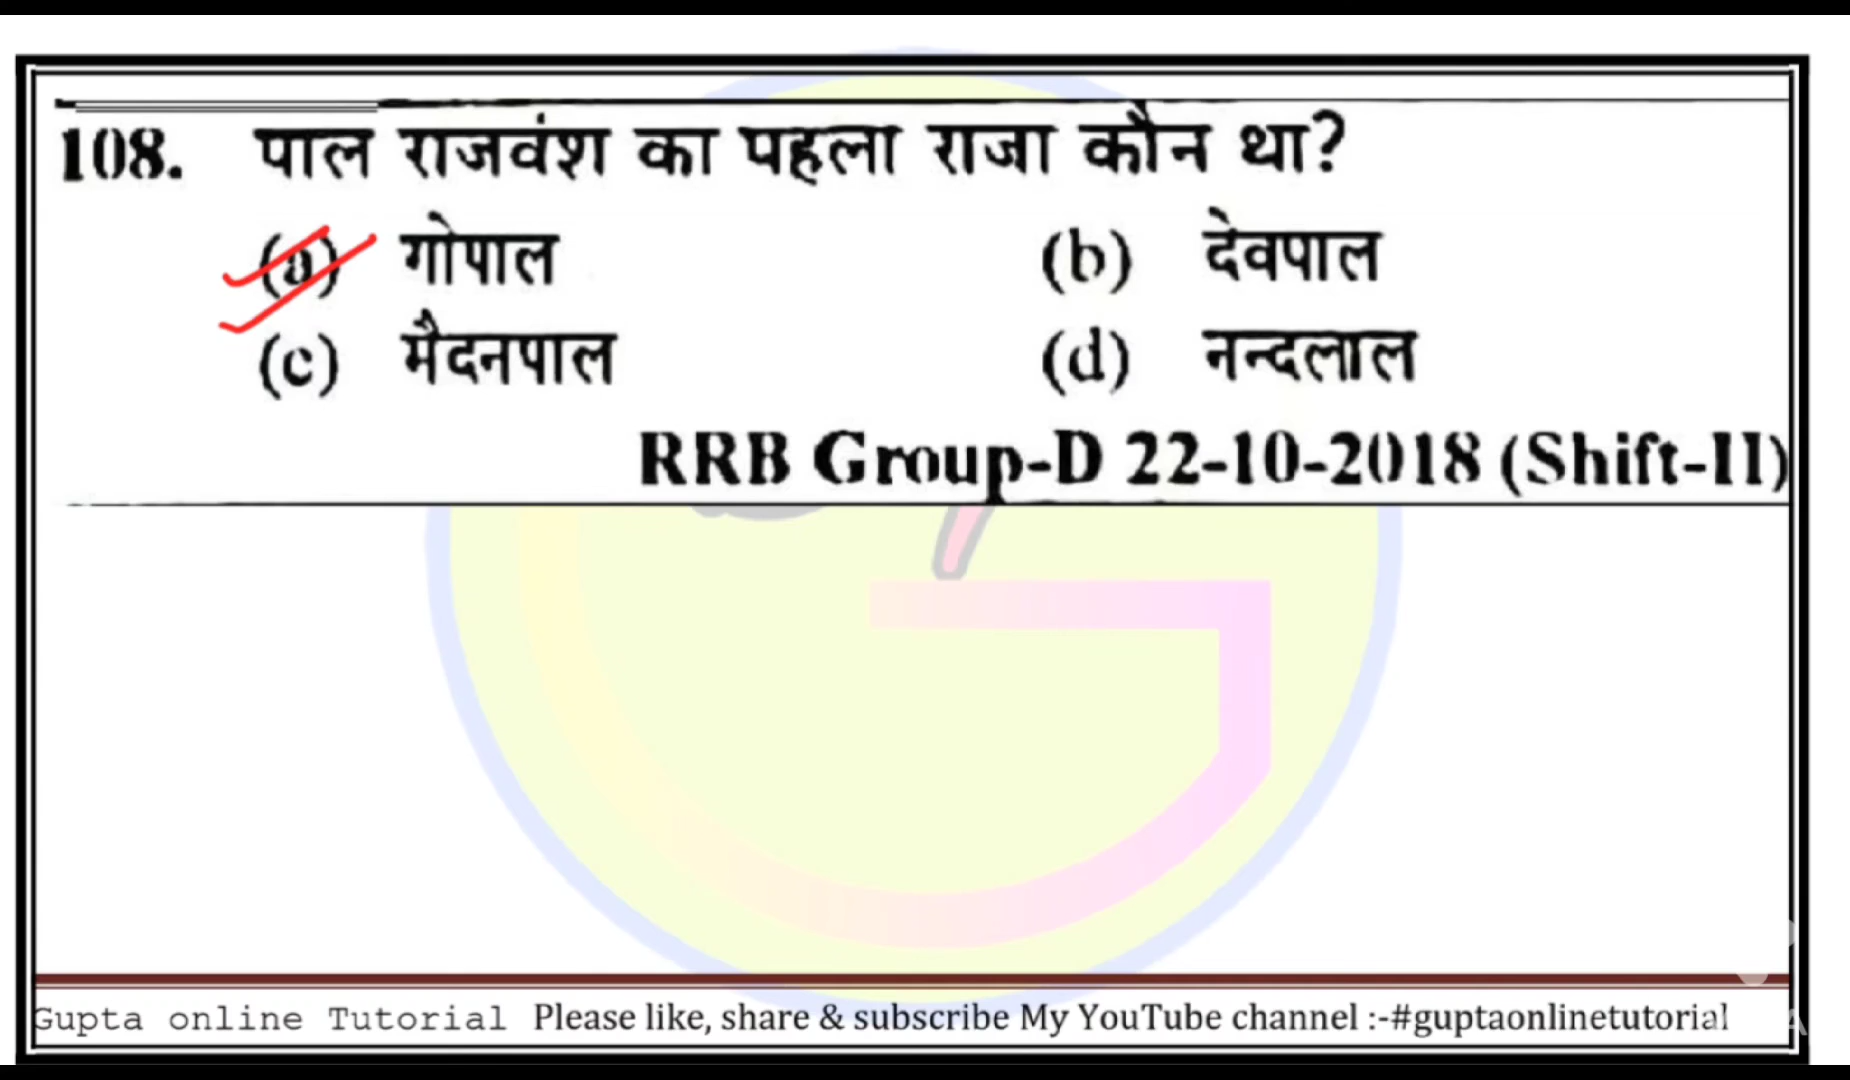 108. पाल राजवंश का पहला राजा कौन था?
(a) गोपाल (b) देवपाल
(c) मैदनपाल (d) नन्दलाल
RRB Group-D 22-10-2018 (Shift-II)
Gupta online Tutorial Please like, share & subscribe My YouTube channel :-#guptaonlinetutorial